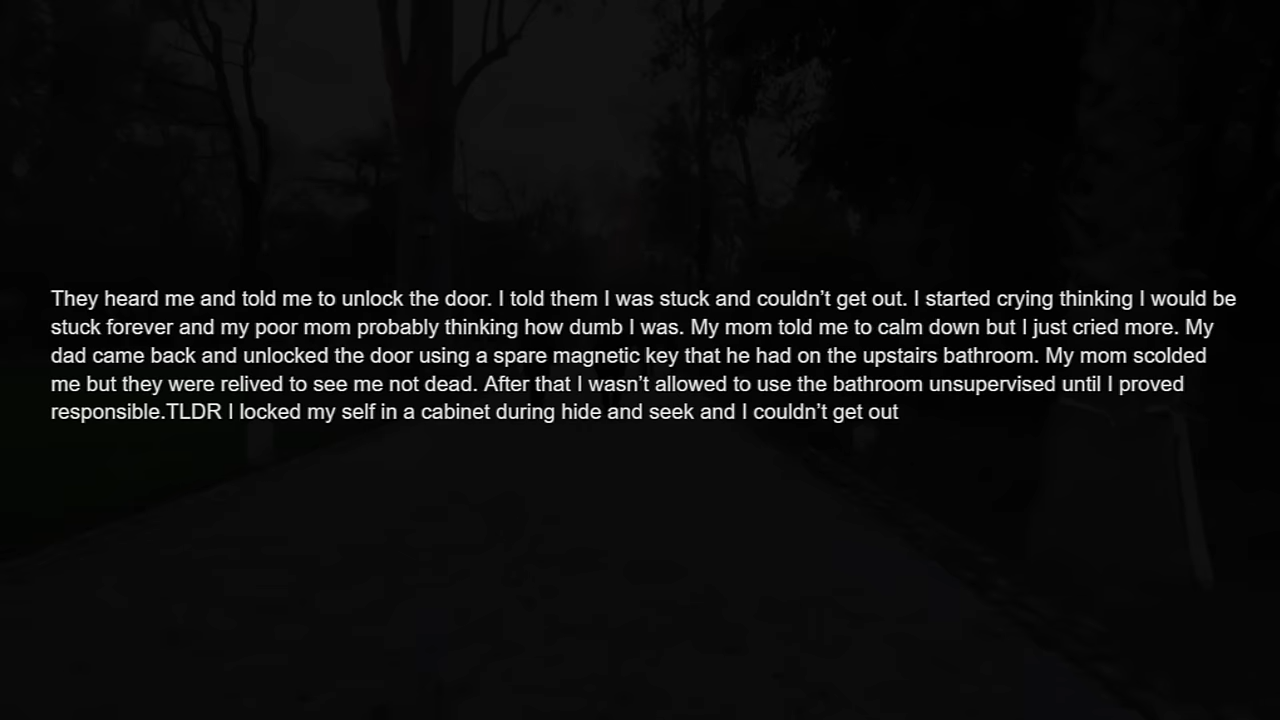 They heard me and told me to unlock the door. I told them I was stuck and couldn’t get out. I started crying thinking I would be
stuck forever and my poor mom probably thinking how dumb I was. My mom told me to calm down but I just cried more. My
dad came back and unlocked the door using a spare magnetic key that he had on the upstairs bathroom. My mom scolded
me but they were relived to see me not dead. After that I wasn’t allowed to use the bathroom unsupervised until I proved
responsible.TLDR I locked my self in a cabinet during hide and seek and I couldn’t get out